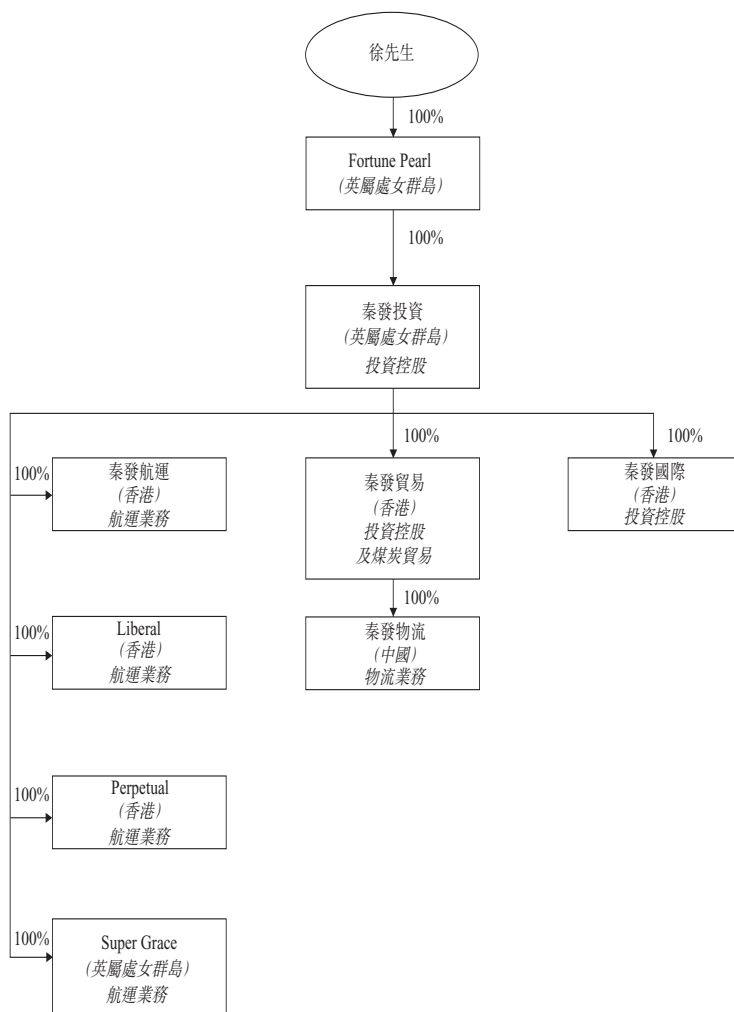 徐先生
100%
Fortune Pearl
(英屬處女群島)
100%
秦發投資
(英屬處女群島)
投資控股
100%
秦發航運
(香港)
航運業務
100%
秦發貿易
(香港)
投資控股
及煤炭貿易
100%
秦發國際
(香港)
投資控股
100%
Liberal
(香港)
航運業務
100%
秦發物流
(中國)
物流業務
100%
Perpetual
(香港)
航運業務
100%
Super Grace
(英屬處女群島)
航運業務